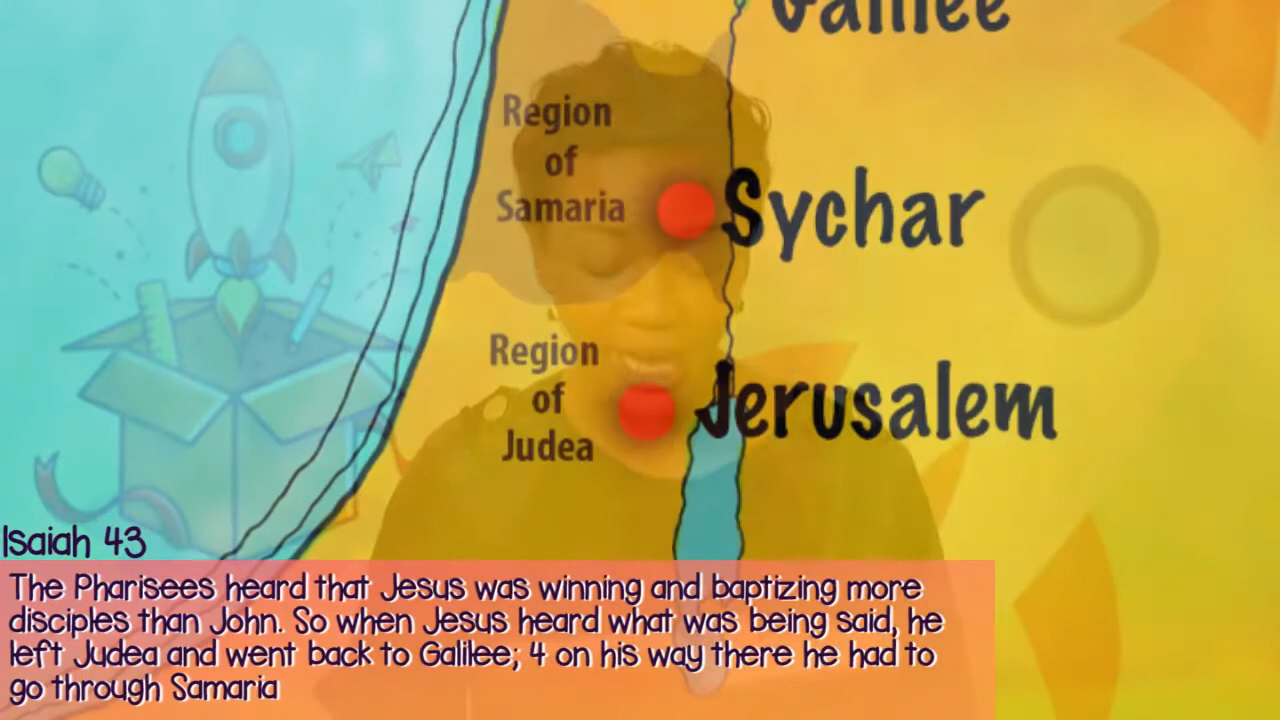 Galilee
Region
of
Samaria
Sychar
Region
of
Judea
Jerusalem
Isaiah 43
The Pharisees heard that Jesus was winning and baptizing more
disciples than John. So when Jesus heard what was being said, he
left Judea and went back to Galilee; 4 on his way there he had to
go through Samaria